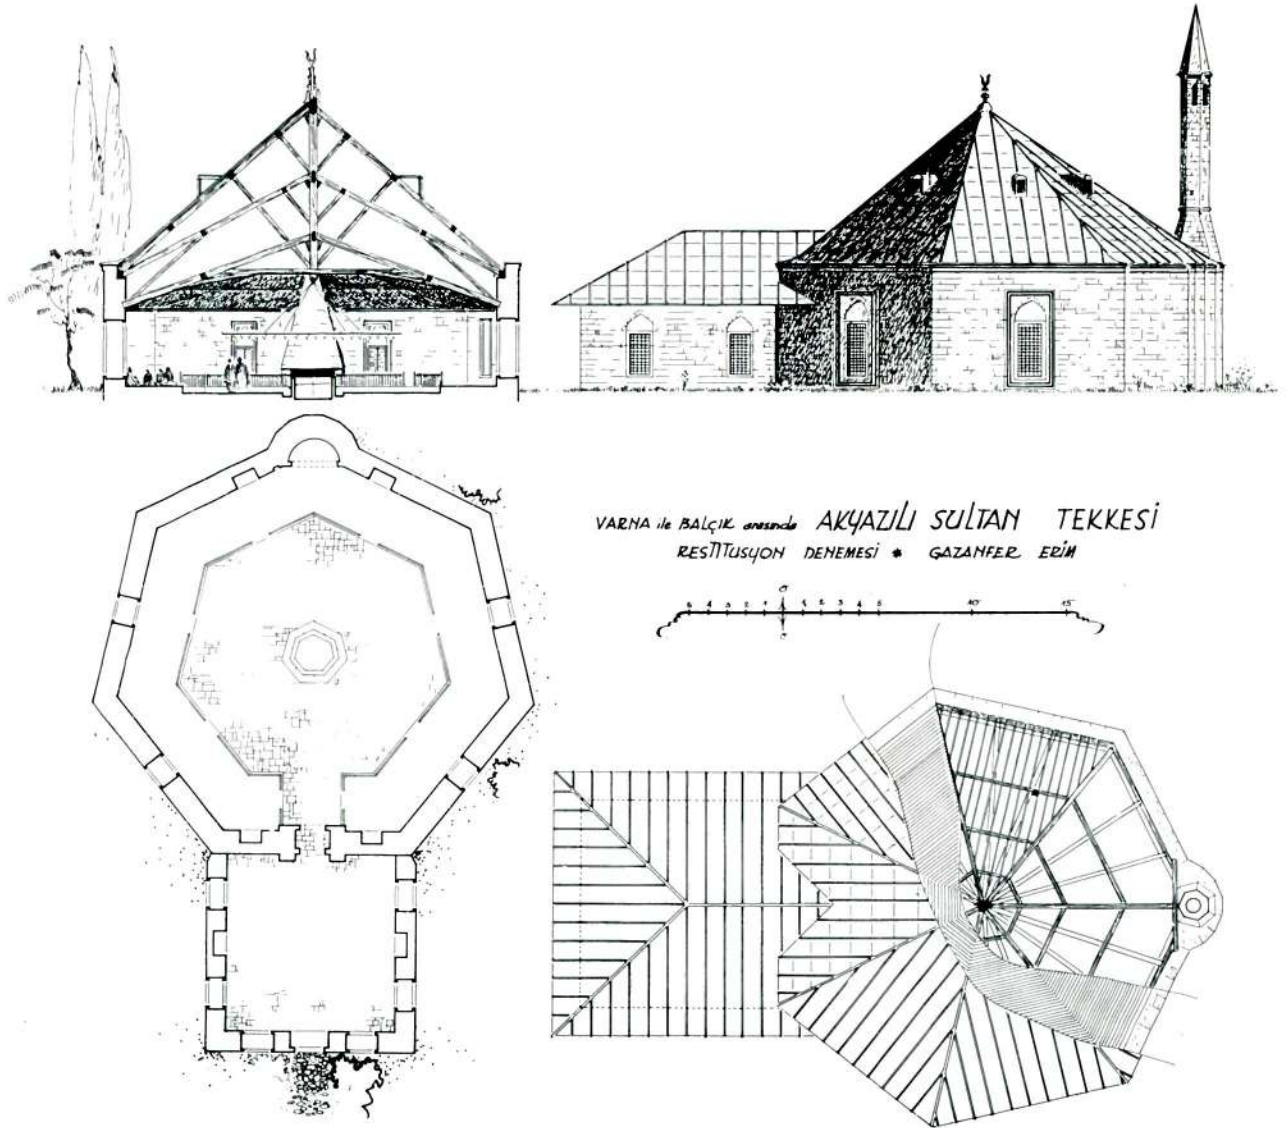 VARNA ile BALÇIK arasında AKYAZILI SULTAN TEKKESİ
RESTITUSYON DENEMESİ * GAZANFER ERİM
0
5 4 3 2 1 1 2 3 4 5 10 15
0